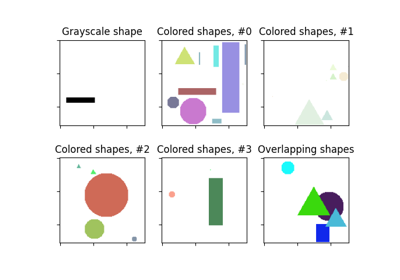 Grayscale shape
Colored shapes, #0
Colored shapes, #1
Colored shapes, #2
Colored shapes, #3
Overlapping shapes